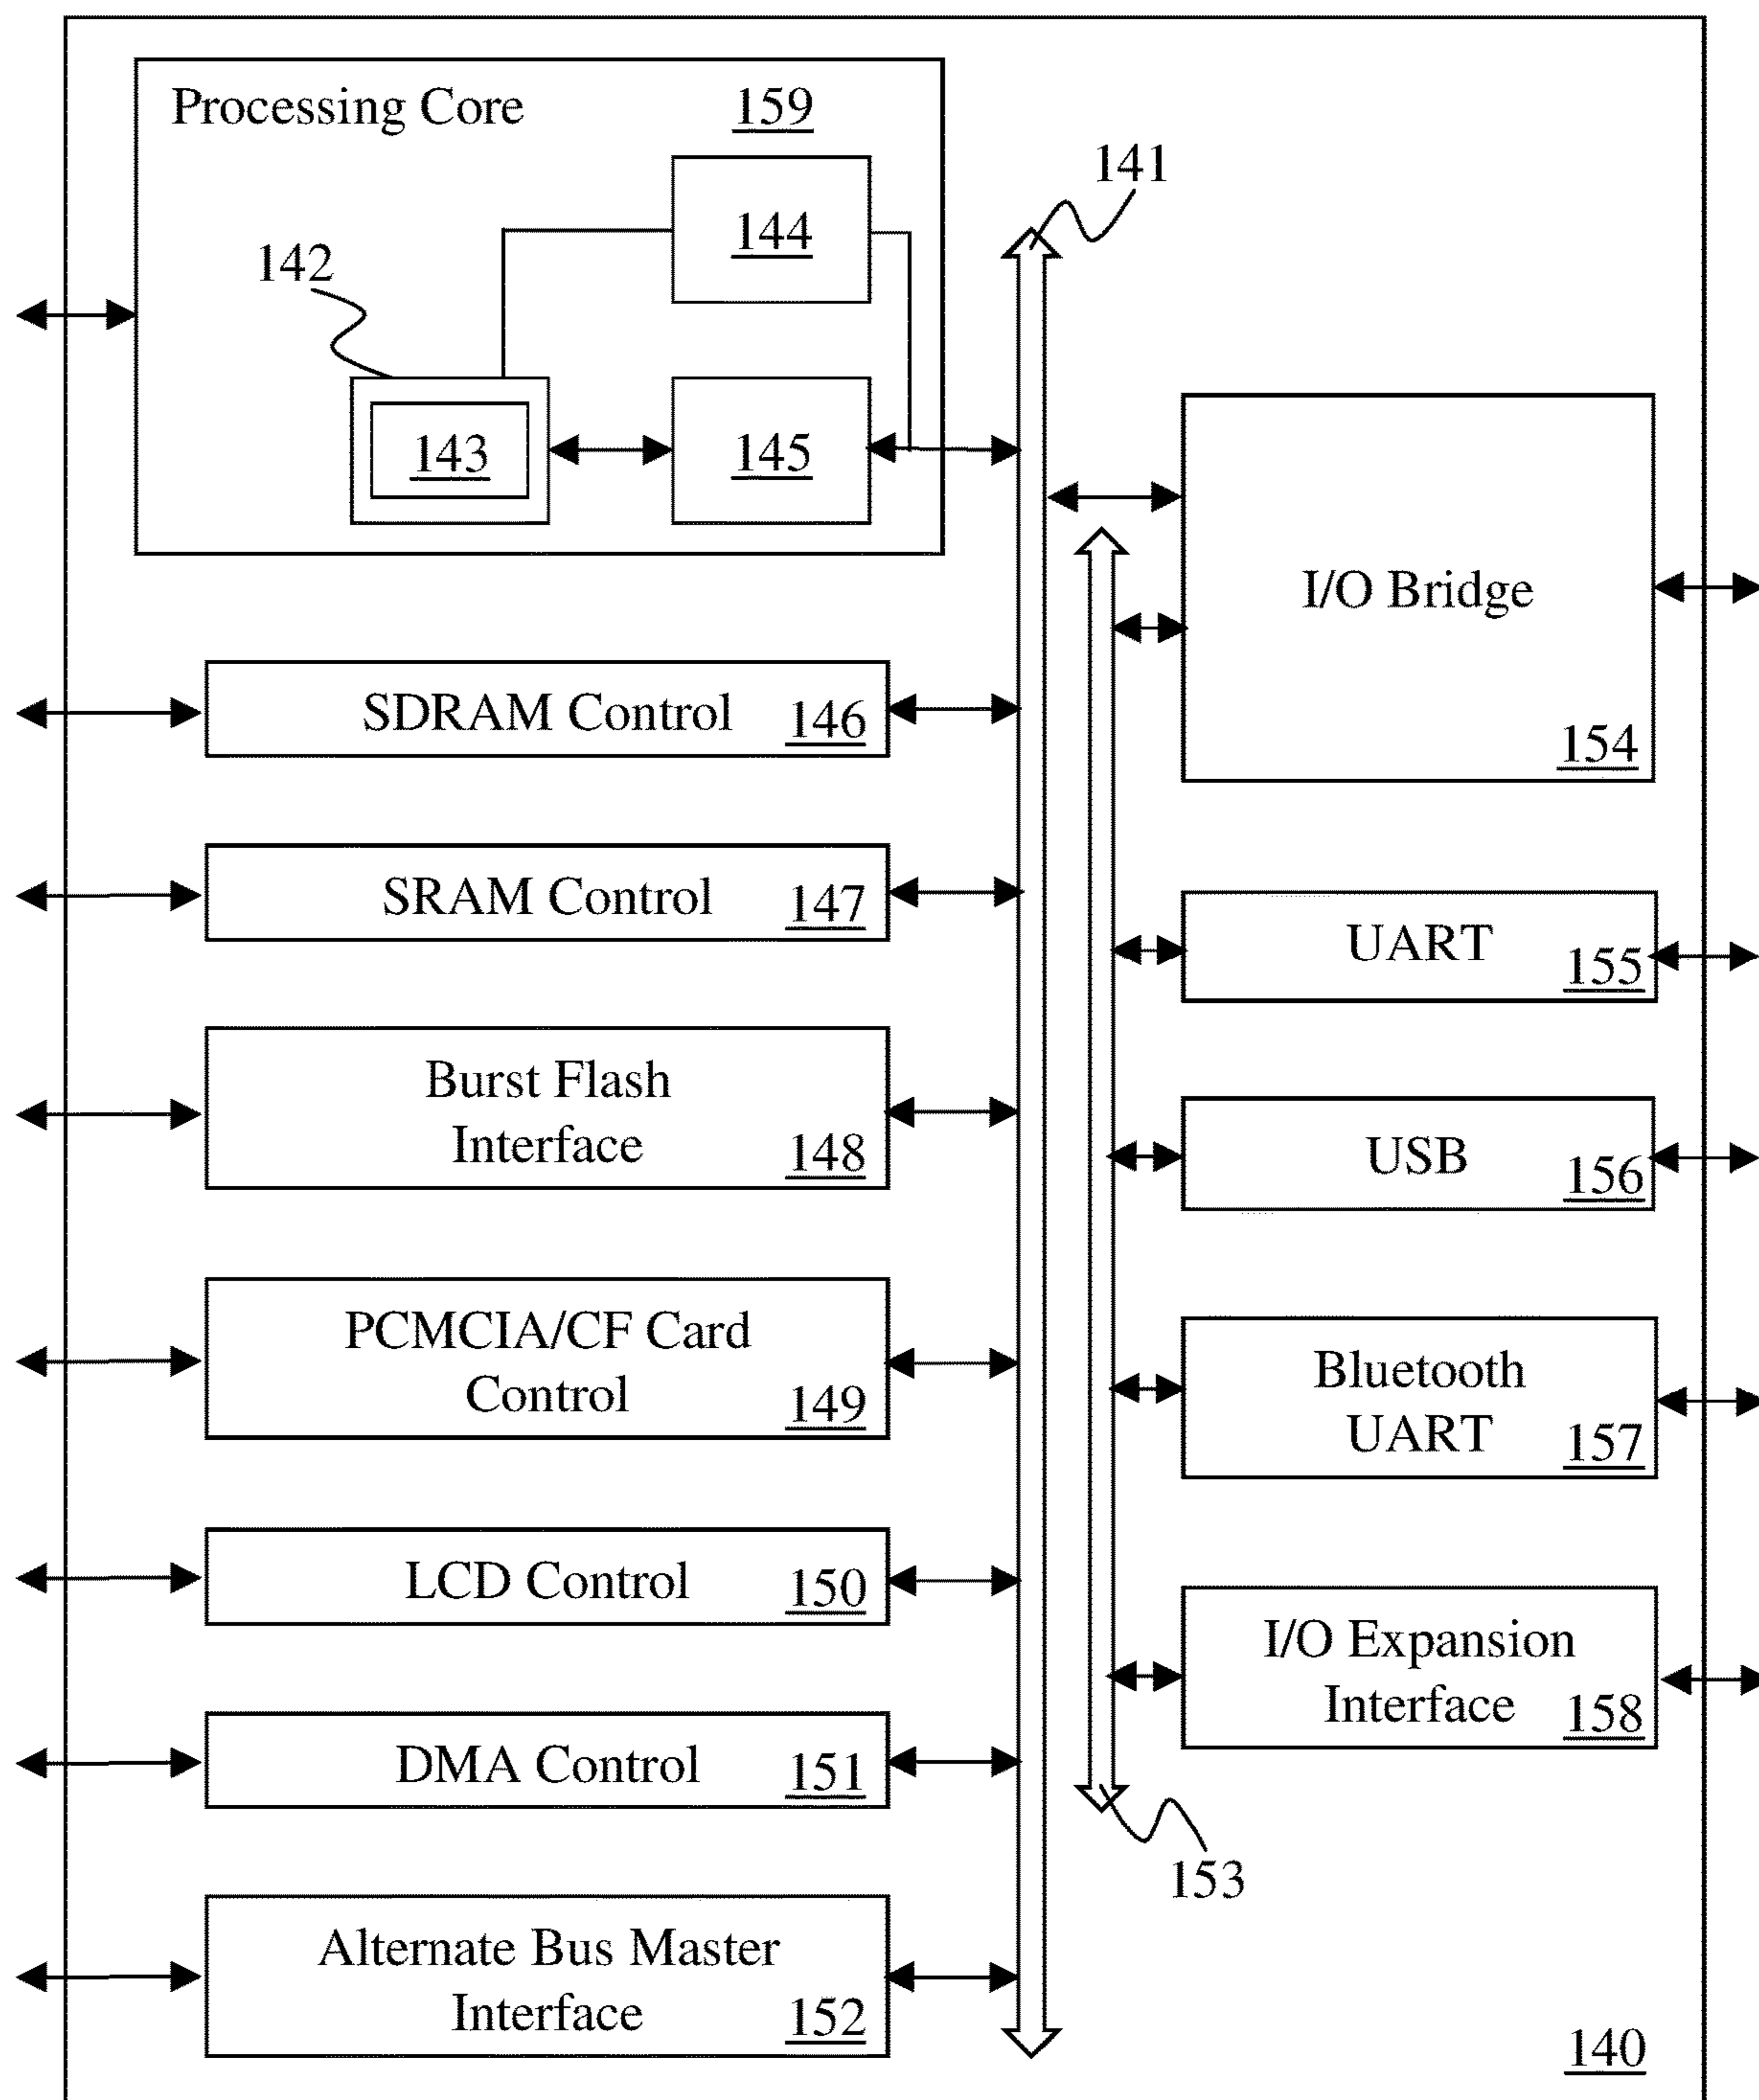 Processing Core
159
141
144
142
143
145
I/O Bridge
154
SDRAM Control
146
SRAM Control
147
UART
155
Burst Flash
Interface
148
USB
156
PCMCIA/CF Card
Control
149
Bluetooth
UART
157
LCD Control
150
I/O Expansion
Interface
158
DMA Control
151
153
Alternate Bus Master
Interface
152
140